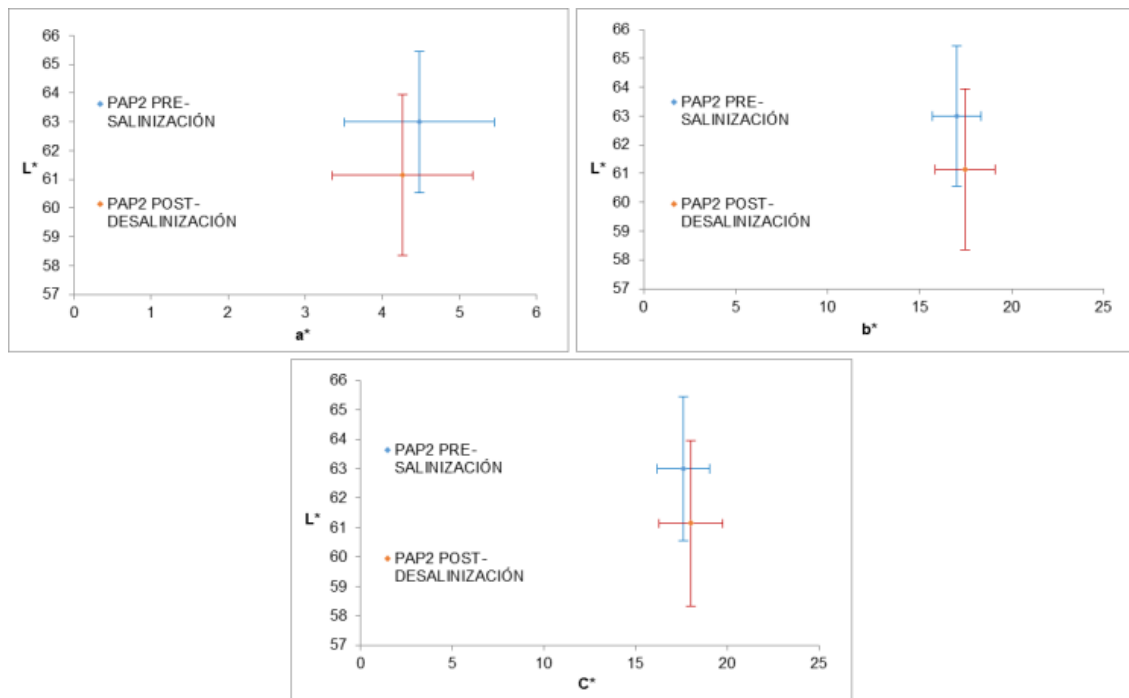 66
65
64
63
62
61
60
59
58
57
L*
PAP2 PRE-
SALINIZACIÓN
PAP2 POST-
DESALINIZACIÓN
0 1 2 3 4 5 6
a*
66
65
64
63
62
61
60
59
58
57
L*
PAP2 PRE-
SALINIZACIÓN
PAP2 POST-
DESALINIZACIÓN
0 5 10 15 20 25
b*
66
65
64
63
62
61
60
59
58
57
L*
PAP2 PRE-
SALINIZACIÓN
PAP2 POST-
DESALINIZACIÓN
0 5 10 15 20 25
C*